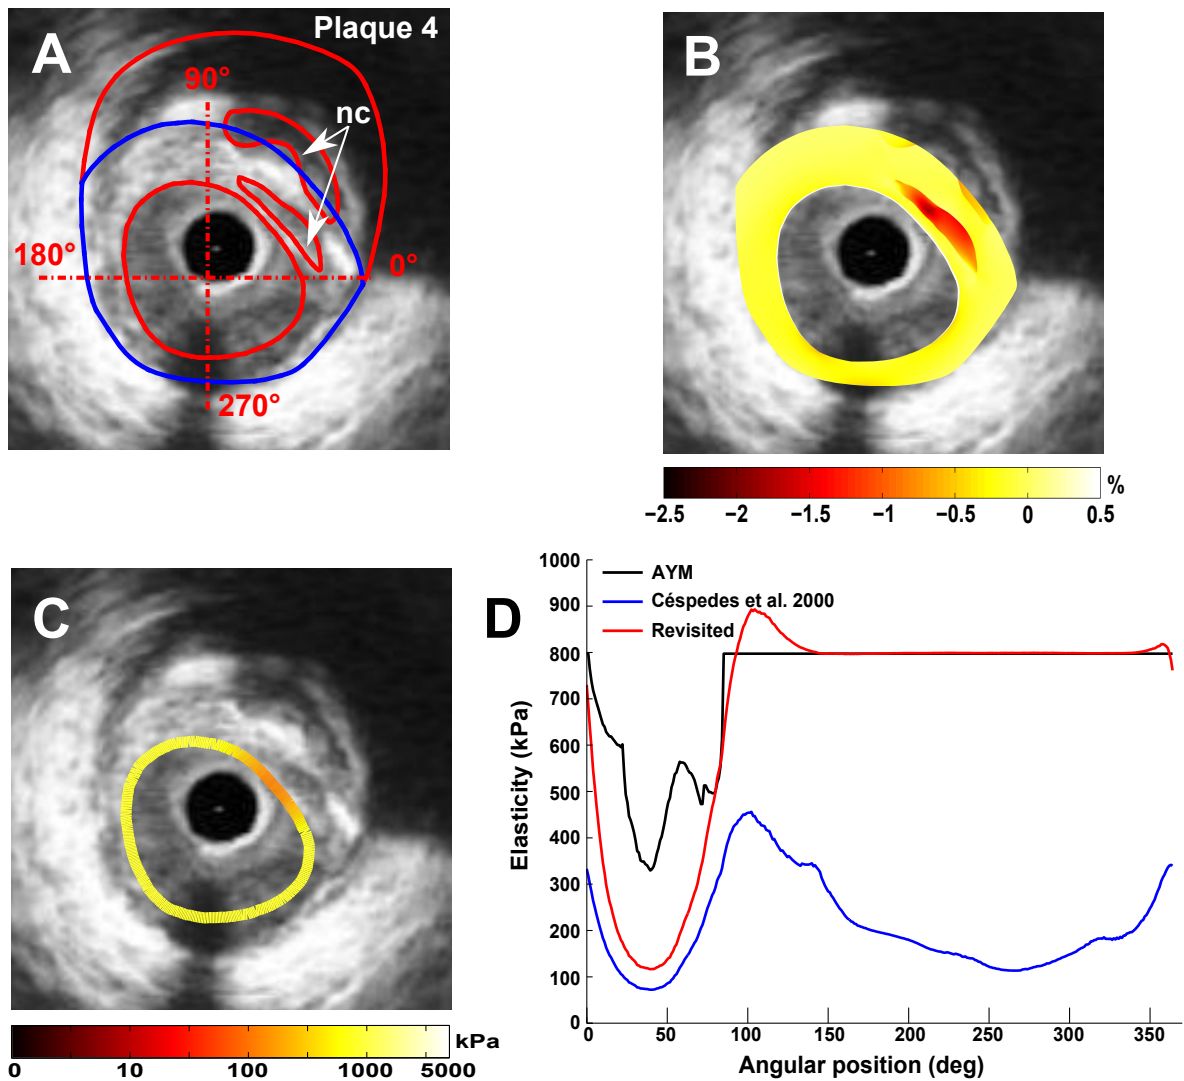 A
Plaque 4
90°
nc
180°
0°
270°
B
−2.5 −2 −1.5 −1 −0.5 0 0.5 %
C
0 10 100 1000 5000 kPa
D
AYM
Céspedes et al. 2000
Revisited
Elasticity (kPa)
1000
900
800
700
600
500
400
300
200
100
0
0 50 100 150 200 250 300 350
Angular position (deg)